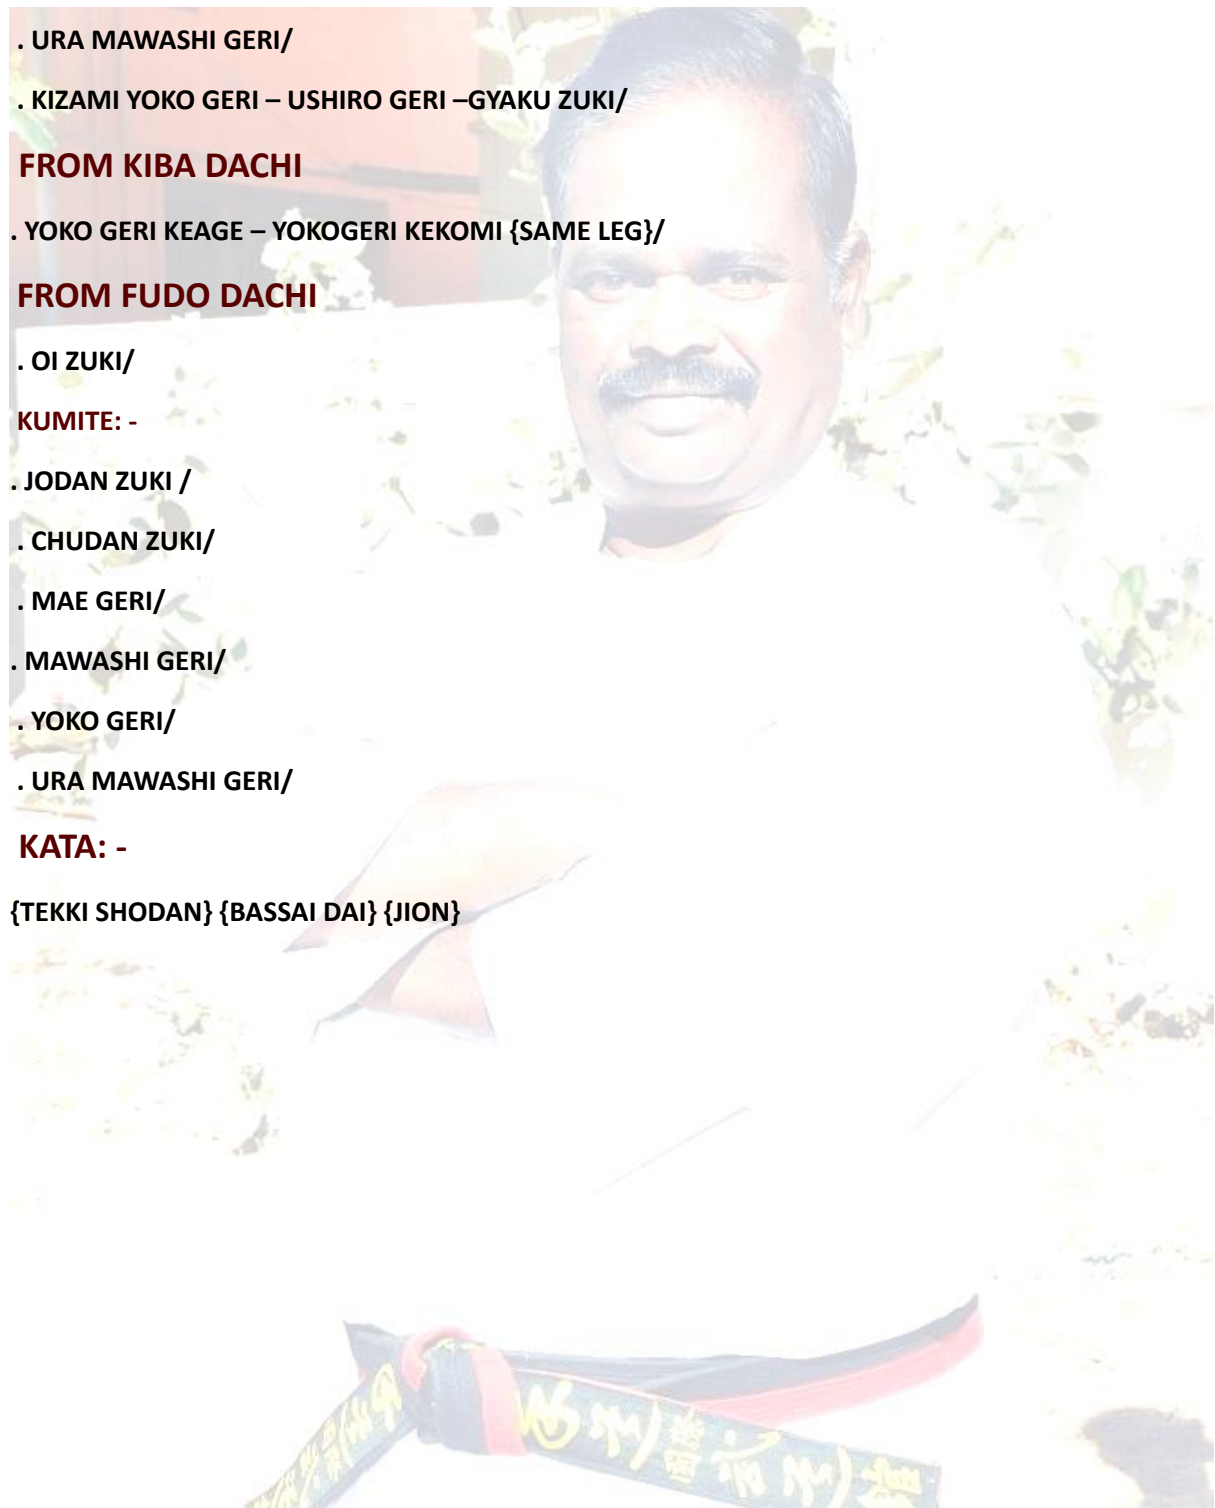 . URA MAWASHI GERI/
. KIZAMI YOKO GERI – USHIRO GERI –GYAKU ZUKI/
FROM KIBA DACHI
. YOKO GERI KEAGE – YOKOGERI KEKOMI {SAME LEG}/
FROM FUDO DACHI
. OI ZUKI/
KUMITE: -
. JODAN ZUKI /
. CHUDAN ZUKI/
. MAE GERI/
. MAWASHI GERI/
. YOKO GERI/
. URA MAWASHI GERI/
KATA: -
{TEKKI SHODAN} {BASSAI DAI} {JION}